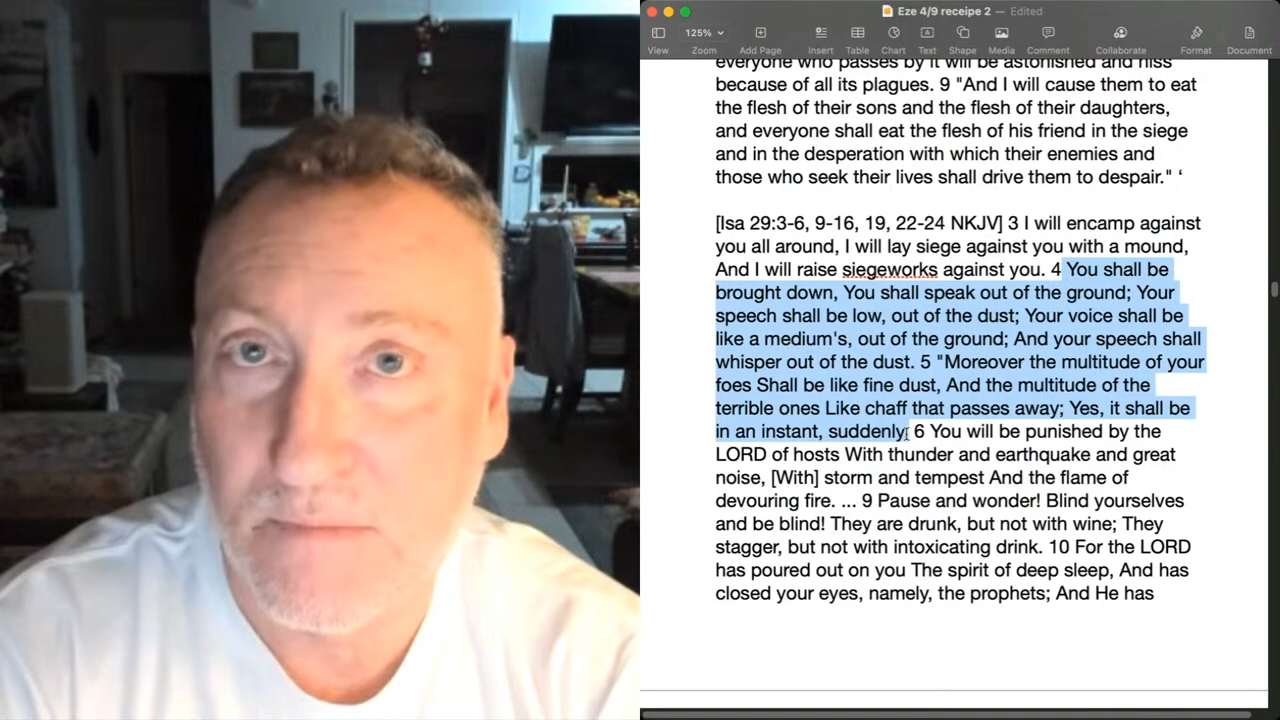 Eze 4/9 receipe 2 — Edited
125%
View Zoom Add Page Insert Table Chart Text Shape Media Comment Collaborate Format Document
everyone who passes by it will be astonished and hiss
because of all its plagues. 9 "And I will cause them to eat
the flesh of their sons and the flesh of their daughters,
and everyone shall eat the flesh of his friend in the siege
and in the desperation with which their enemies and
those who seek their lives shall drive them to despair." ‘
[Isa 29:3-6, 9-16, 19, 22-24 NKJV] 3 I will encamp against
you all around, I will lay siege against you with a mound,
And I will raise siegeworks against you. 4 You shall be
brought down, You shall speak out of the ground; Your
speech shall be low, out of the dust; Your voice shall be
like a medium's, out of the ground; And your speech shall
whisper out of the dust. 5 "Moreover the multitude of your
foes Shall be like fine dust, And the multitude of the
terrible ones Like chaff that passes away; Yes, it shall be
in an instant, suddenly. 6 You will be punished by the
LORD of hosts With thunder and earthquake and great
noise, [With] storm and tempest And the flame of
devouring fire. ... 9 Pause and wonder! Blind yourselves
and be blind! They are drunk, but not with wine; They
stagger, but not with intoxicating drink. 10 For the LORD
has poured out on you The spirit of deep sleep, And has
closed your eyes, namely, the prophets; And He has